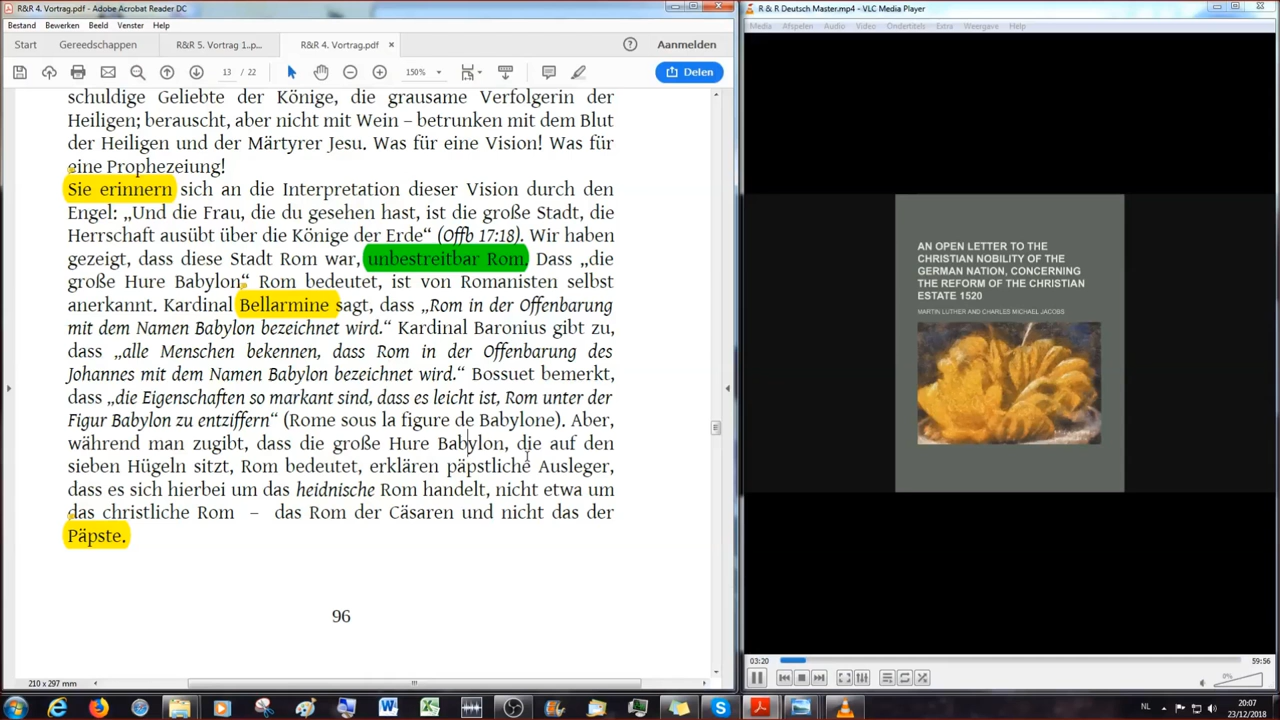 R&R 4. Vortrag.pdf - Adobe Acrobat Reader DC
Bestand Bewerken Beeld Venster Help
Start Gereedschappen R&R 5. Vortrag 1..p... R&R 4. Vortrag.pdf × Aanmelden
13 / 22 150% Delen
schuldige Geliebte der Könige, die grausame Verfolgerin der
Heiligen; berauscht, aber nicht mit Wein – betrunken mit dem Blut
der Heiligen und der Märtyrer Jesu. Was für eine Vision! Was für
eine Prophezeiung!
Sie erinnern sich an die Interpretation dieser Vision durch den
Engel: „Und die Frau, die du gesehen hast, ist die große Stadt, die
Herrschaft ausübt über die Könige der Erde“ (Offb 17:18). Wir haben
gezeigt, dass diese Stadt Rom war, unbestreitbar Rom. Dass „die
große Hure Babylon“ Rom bedeutet, ist von Romanisten selbst
anerkannt. Kardinal Bellarmine sagt, dass „Rom in der Offenbarung
mit dem Namen Babylon bezeichnet wird.“ Kardinal Baronius gibt zu,
dass „alle Menschen bekennen, dass Rom in der Offenbarung des
Johannes mit dem Namen Babylon bezeichnet wird.“ Bossuet bemerkt,
dass „die Eigenschaften so markant sind, dass es leicht ist, Rom unter der
Figur Babylon zu entziffern“ (Rome sous la figure de Babylone). Aber,
während man zugibt, dass die große Hure Babylon, die auf den
sieben Hügeln sitzt, Rom bedeutet, erklären päpstliche Ausleger,
dass es sich hierbei um das heidnische Rom handelt, nicht etwa um
das christliche Rom – das Rom der Cäsaren und nicht das der
Päpste.
96
210 x 297 mm
R & R Deutsch Master.mp4 - VLC Media Player
Media Afspelen Audio Video Ondertitels Extra Weergave Help
AN OPEN LETTER TO THE
CHRISTIAN NOBILITY OF THE
GERMAN NATION, CONCERNING
THE REFORM OF THE CHRISTIAN
ESTATE 1520
MARTIN LUTHER AND CHARLES MICHAEL JACOBS
03:20 59:56
0%
NL 20:07
23/12/2018